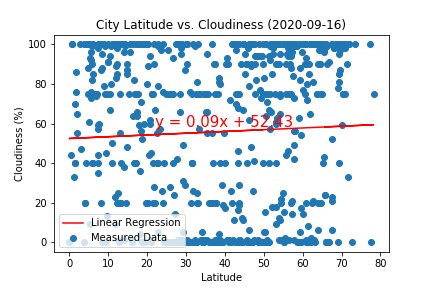 City Latitude vs. Cloudiness (2020-09-16)
Cloudiness (%)
100
80
60
40
20
0
y = 0.09x + 52.43
Linear Regression
Measured Data
0 10 20 30 40 50 60 70 80
Latitude